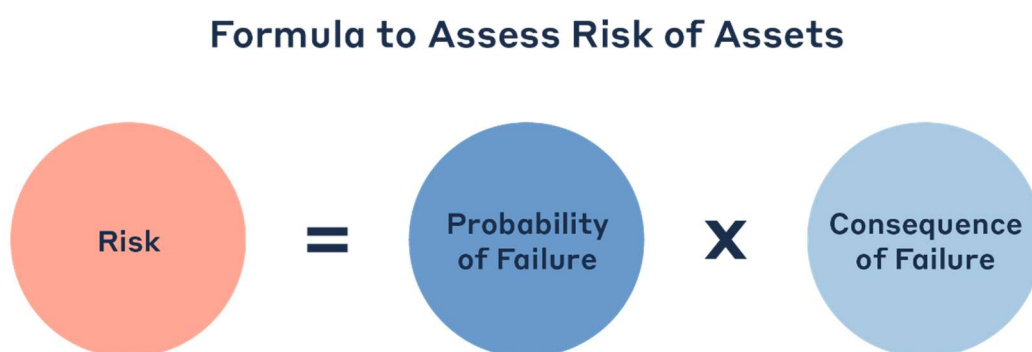 Formula to Assess Risk of Assets
Risk
=
Probability
of Failure
x
Consequence
of Failure